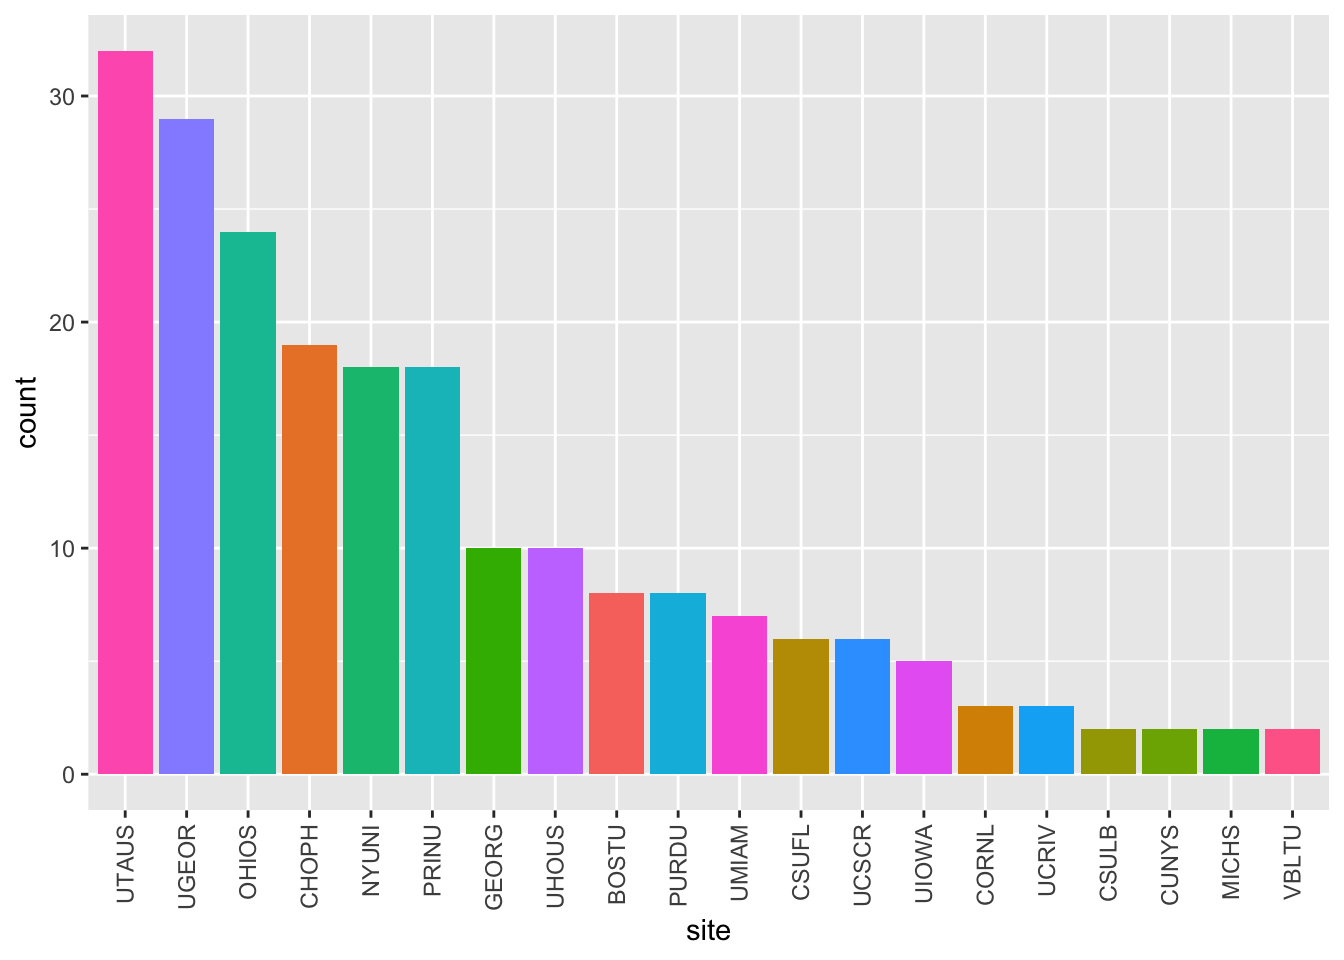 count
30
20
10
0
UTAUS
UGEOR
OHIOS
CHOPH
NYUNI
PRINU
GEORG
UHOUS
BOSTU
PURDU
UMIAM
CSUFL
UCSCR
UIOWA
CORNL
UCRIV
CSULB
CUNYS
MICHS
VBLTU
site